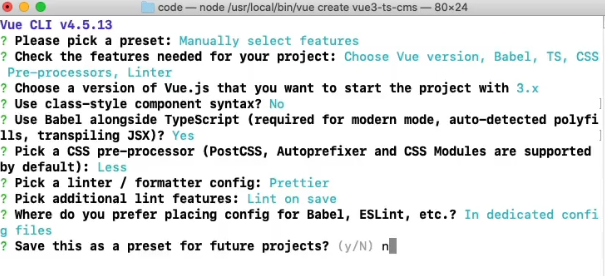 code — node /usr/local/bin/vue create vue3-ts-cms — 80×24
Vue CLI v4.5.13
? Please pick a preset: Manually select features
? Check the features needed for your project: Choose Vue version, Babel, TS, CSS
Pre-processors, Linter
? Choose a version of Vue.js that you want to start the project with 3.x
? Use class-style component syntax? No
? Use Babel alongside TypeScript (required for modern mode, auto-detected polyfi
lls, transpiling JSX)? Yes
? Pick a CSS pre-processor (PostCSS, Autoprefixer and CSS Modules are supported
by default): Less
? Pick a linter / formatter config: Prettier
? Pick additional lint features: Lint on save
? Where do you prefer placing config for Babel, ESLint, etc.? In dedicated confi
g files
? Save this as a preset for future projects? (y/N) n